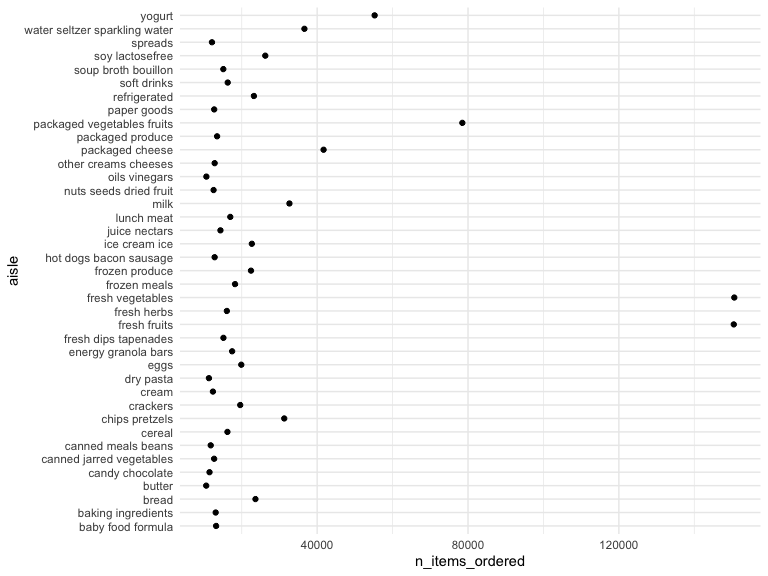 yogurt
water seltzer sparkling water
spreads
soy lactosefree
soup broth bouillon
soft drinks
refrigerated
paper goods
packaged vegetables fruits
packaged produce
packaged cheese
other creams cheeses
oils vinegars
nuts seeds dried fruit
milk
lunch meat
juice nectars
ice cream ice
hot dogs bacon sausage
frozen produce
frozen meals
fresh vegetables
fresh herbs
fresh fruits
fresh dips tapenades
energy granola bars
eggs
dry pasta
cream
crackers
chips pretzels
cereal
canned meals beans
canned jarred vegetables
candy chocolate
butter
bread
baking ingredients
baby food formula
aisle
40000 80000 120000
n_items_ordered